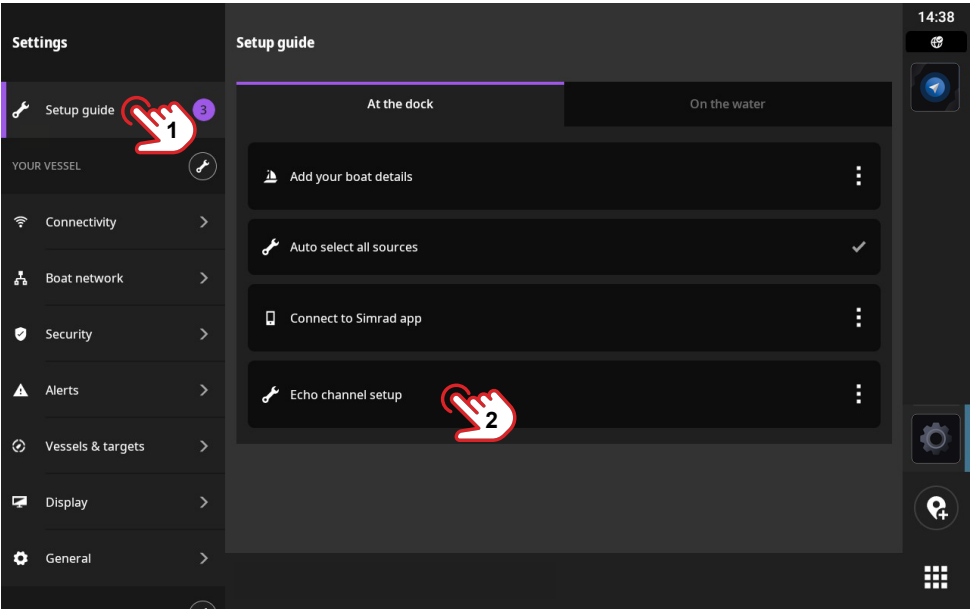 14:38
Settings
Setup guide
At the dock
On the water
Setup guide
3
1
YOUR VESSEL
Add your boat details
Connectivity
Auto select all sources
Boat network
Connect to Simrad app
Security
Alerts
Echo channel setup
2
Vessels & targets
Display
General